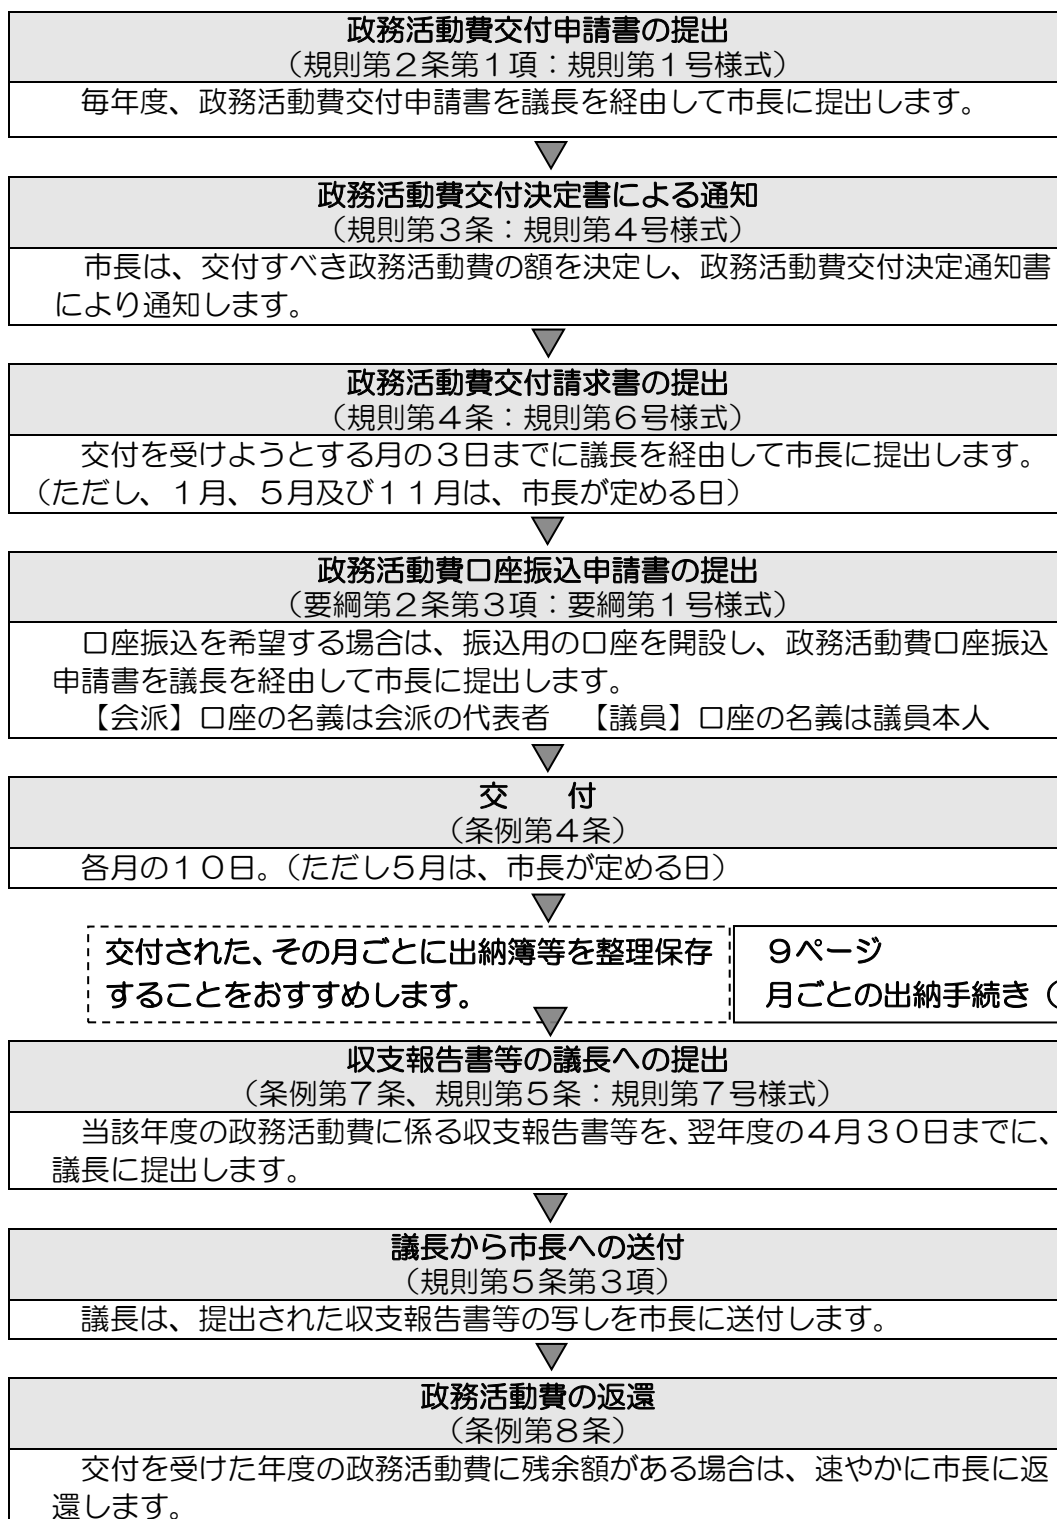 政務活動費交付申請書の提出
（規則第２条第１項：規則第１号様式）
毎年度、政務活動費交付申請書を議長を経由して市長に提出します。
政務活動費交付決定書による通知
（規則第３条：規則第４号様式）
市長は、交付すべき政務活動費の額を決定し、政務活動費交付決定通知書
により通知します。
政務活動費交付請求書の提出
（規則第４条：規則第６号様式）
交付を受けようとする月の３日までに議長を経由して市長に提出します。
（ただし、１月、５月及び１１月は、市長が定める日）
政務活動費口座振込申請書の提出
（要綱第２条第３項：要綱第１号様式）
口座振込を希望する場合は、振込用の口座を開設し、政務活動費口座振込
申請書を議長を経由して市長に提出します。
【会派】口座の名義は会派の代表者　【議員】口座の名義は議員本人
交　付
（条例第４条）
各月の１０日。（ただし５月は、市長が定める日）
交付された、その月ごとに出納簿等を整理保存
することをおすすめします。
９ページ
月ごとの出納手続き（
収支報告書等の議長への提出
（条例第７条、規則第５条：規則第７号様式）
当該年度の政務活動費に係る収支報告書等を、翌年度の４月３０日までに、
議長に提出します。
議長から市長への送付
（規則第５条第３項）
議長は、提出された収支報告書等の写しを市長に送付します。
政務活動費の返還
（条例第８条）
交付を受けた年度の政務活動費に残余額がある場合は、速やかに市長に返
還します。